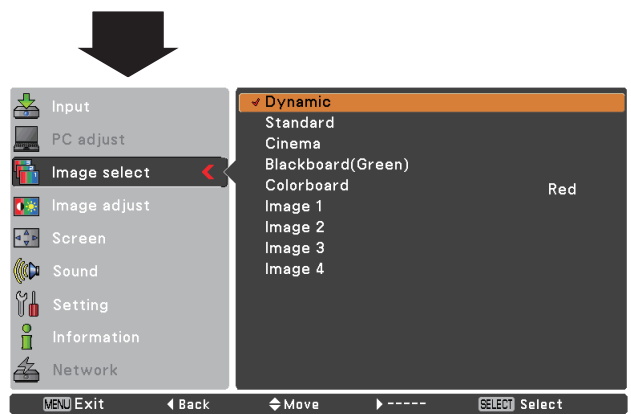 Input
PC adjust
Image select
Image adjust
Screen
Sound
Setting
Information
Network
Dynamic
Standard
Cinema
Blackboard(Green)
Colorboard Red
Image 1
Image 2
Image 3
Image 4
MENU Exit Back Move ----- SELECT Select